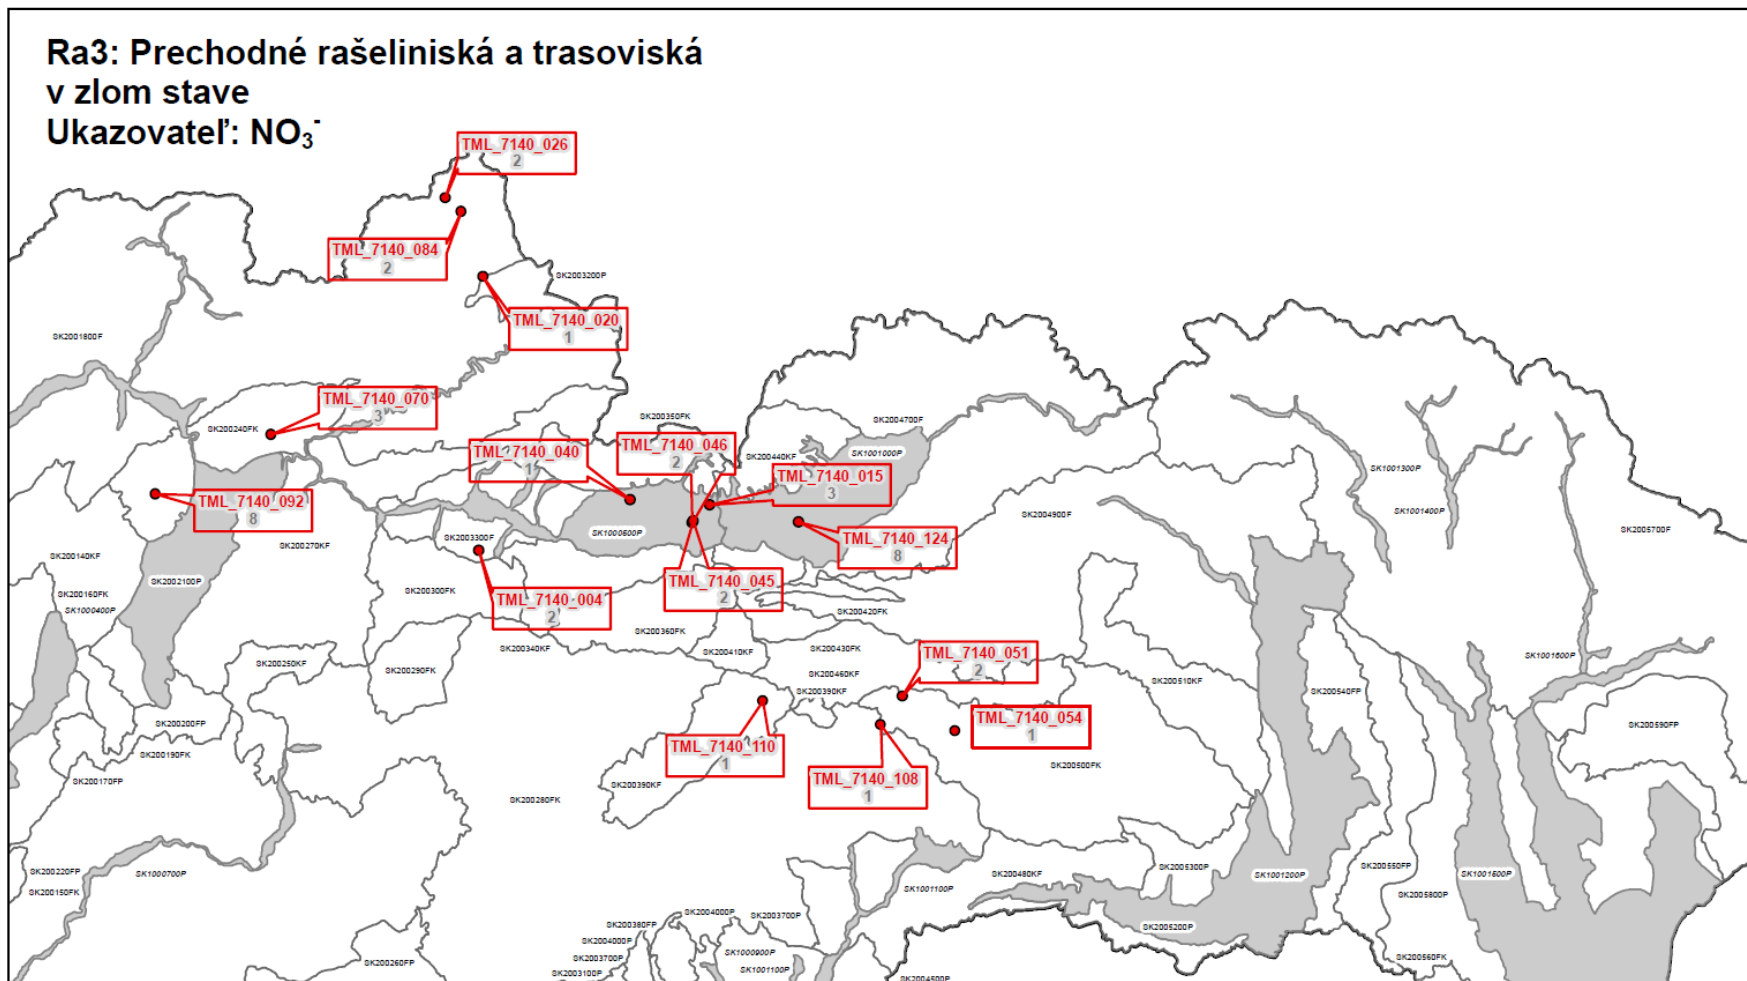 Ra3: Prechodné rašeliniská a trasoviská
v zlom stave
Ukazovateľ: NO₃⁻
TML_7140_026
2
TML_7140_084
2
SK2003200P
TML_7140_020
1
SK2001800F
TML_7140_070
3
SK200240FK
SK200350FK
SK2004700F
TML_7140_046
2
TML_7140_040
1
SK200440KF
SK1001000P
TML_7140_015
3
SK1001300P
TML_7140_092
8
SK1001400P
SK2004900F
SK2005700F
SK1000600P
SK2003300F
TML_7140_124
8
SK200270KF
SK200140KF
SK2002100P
TML_7140_045
2
SK200160FK
SK200300FK
TML_7140_004
2
SK1000400P
SK200420FK
SK200360FK
SK200340KF
SK200410KF
SK200430FK
TML_7140_051
2
SK1001600P
SK200250KF
SK200290FK
SK200460KF
SK200510KF
SK200390KF
SK200540FP
SK200200FP
TML_7140_054
1
SK200590FP
SK200190FK
TML_7140_110
1
SK200170FP
SK200500FK
TML_7140_108
1
SK200390KF
SK200280FK
SK200220FP
SK1000700P
SK200150FK
SK1001100P
SK200480KF
SK2005300P
SK1001200P
SK200550FP
SK1001500P
SK2005800P
SK2004000P
SK2003700P
SK200380FP
SK2004000P
SK2005200P
SK2003700P
SK1000900P
SK200260FP
SK2003100P
SK1001100P
SK200560FK
SK2004500P